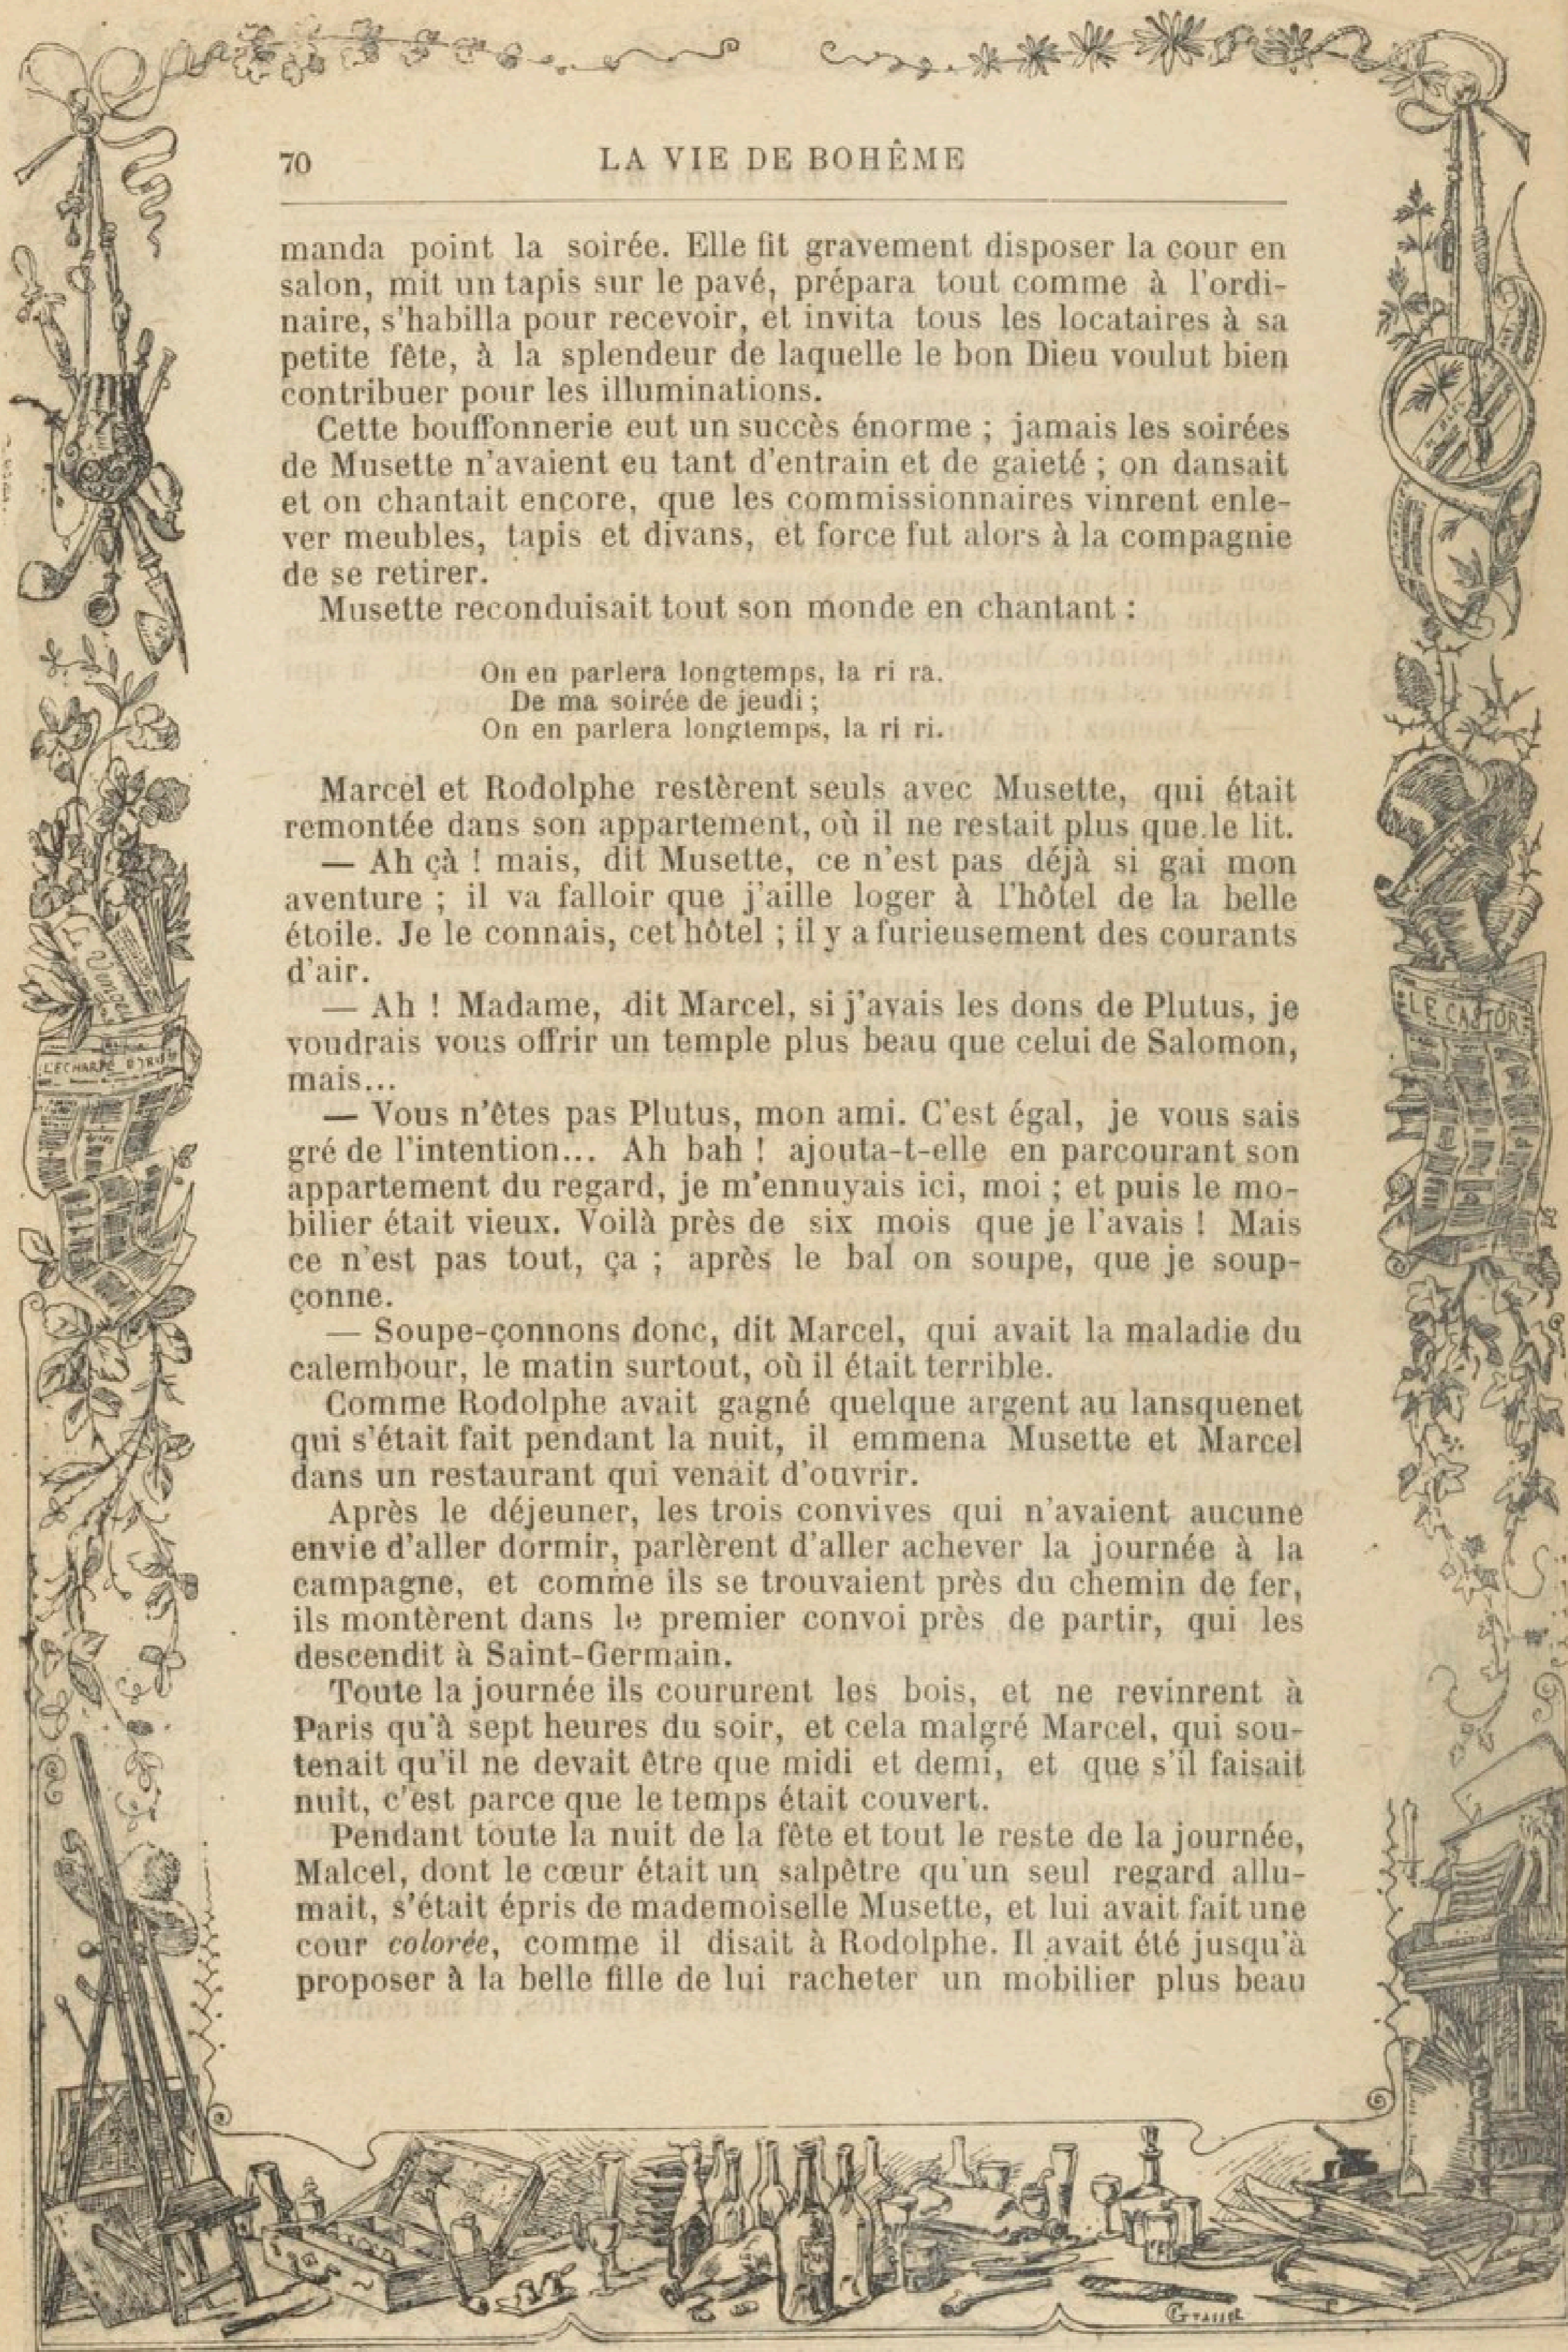 70
LA VIE DE BOHÊME
manda point la soirée. Elle fit gravement disposer la cour en
salon, mit un tapis sur le pavé, prépara tout comme à l'ordi-
naire, s'habilla pour recevoir, et invita tous les locataires à sa
petite fête, à la splendeur de laquelle le bon Dieu voulut bien
contribuer pour les illuminations.
Cette bouffonnerie eut un succès énorme ; jamais les soirées
de Musette n'avaient eu tant d'entrain et de gaieté ; on dansait
et on chantait encore, que les commissionnaires vinrent enle-
ver meubles, tapis et divans, et force fut alors à la compagnie
de se retirer.
Musette reconduisait tout son monde en chantant :
On en parlera longtemps, la ri ra.
De ma soirée de jeudi ;
On en parlera longtemps, la ri ri.
Marcel et Rodolphe restèrent seuls avec Musette, qui était
remontée dans son appartement, où il ne restait plus que le lit.
— Ah çà ! mais, dit Musette, ce n'est pas déjà si gai mon
aventure ; il va falloir que j'aille loger à l'hôtel de la belle
étoile. Je le connais, cet hôtel ; il y a furieusement des courants
d'air.
— Ah ! Madame, dit Marcel, si j'avais les dons de Plutus, je
voudrais vous offrir un temple plus beau que celui de Salomon,
mais...
— Vous n'êtes pas Plutus, mon ami. C'est égal, je vous sais
gré de l'intention... Ah bah ! ajouta-t-elle en parcourant son
appartement du regard, je m'ennuyais ici, moi ; et puis le mo-
bilier était vieux. Voilà près de six mois que je l'avais ! Mais
ce n'est pas tout, ça ; après le bal on soupe, que je soup-
çonne.
— Soupe-çonnons donc, dit Marcel, qui avait la maladie du
calembour, le matin surtout, où il était terrible.
Comme Rodolphe avait gagné quelque argent au lansquenet
qui s'était fait pendant la nuit, il emmena Musette et Marcel
dans un restaurant qui venait d'ouvrir.
Après le déjeuner, les trois convives qui n'avaient aucune
envie d'aller dormir, parlèrent d'aller achever la journée à la
campagne, et comme ils se trouvaient près du chemin de fer,
ils montèrent dans le premier convoi près de partir, qui les
descendit à Saint-Germain.
Toute la journée ils coururent les bois, et ne revinrent à
Paris qu'à sept heures du soir, et cela malgré Marcel, qui sou-
tenait qu'il ne devait être que midi et demi, et que s'il faisait
nuit, c'est parce que le temps était couvert.
Pendant toute la nuit de la fête et tout le reste de la journée,
Malcel, dont le cœur était un salpêtre qu'un seul regard allu-
mait, s'était épris de mademoiselle Musette, et lui avait fait une
cour colorée, comme il disait à Rodolphe. Il avait été jusqu'à
proposer à la belle fille de lui racheter un mobilier plus beau
L'ECHARPE D'IRIS
LE CASTOR